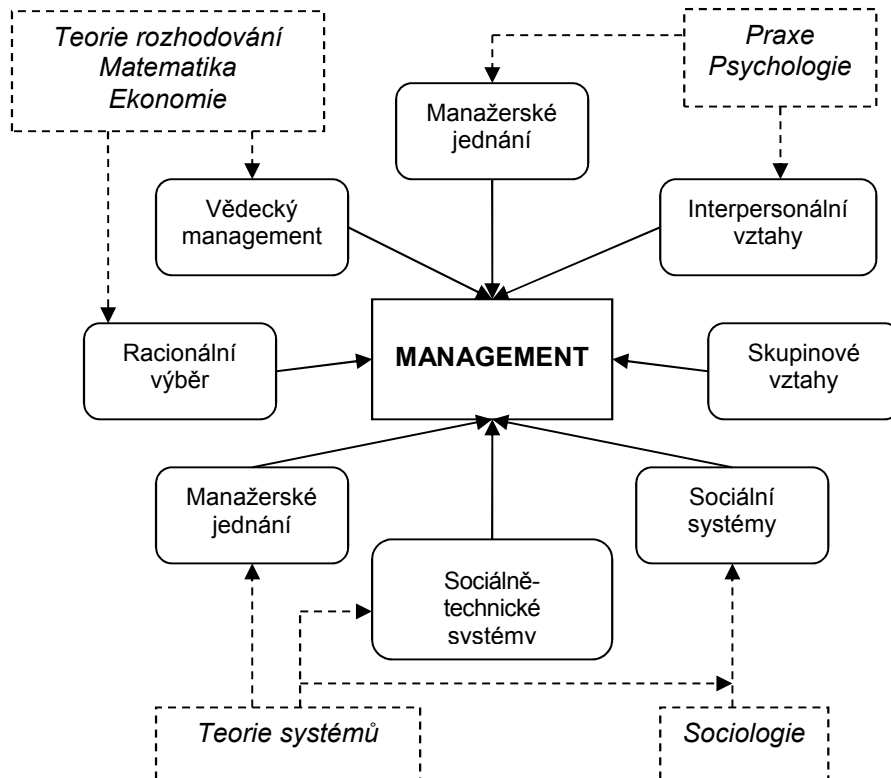 Teorie rozhodování
Matematika
Ekonomie
Praxe
Psychologie
Manažerské
jednání
Vědecký
management
Interpersonální
vztahy
Racionální
výběr
MANAGEMENT
Skupinové
vztahy
Manažerské
jednání
Sociálně-
technické
systémy
Sociální
systémy
Teorie systémů
Sociologie